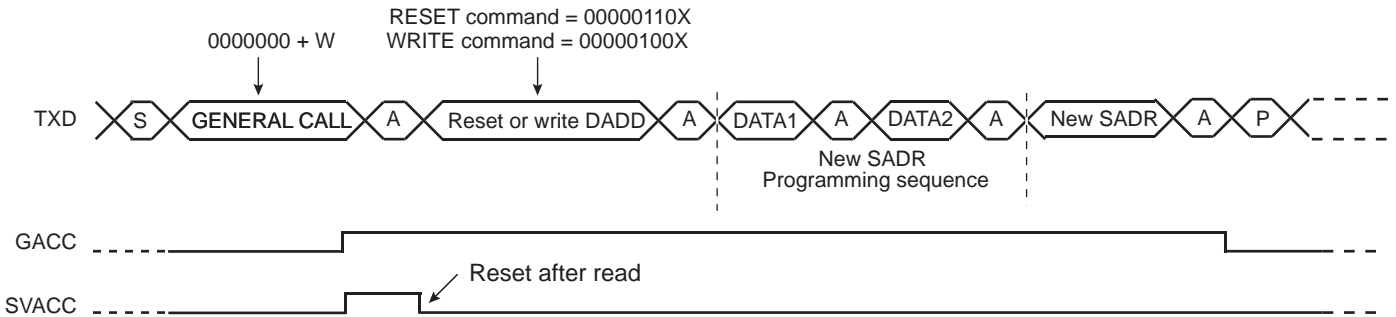 RESET command = 00000110X
0000000 + W WRITE command = 00000100X
TXD S GENERAL CALL A Reset or write DADD A DATA1 A DATA2 A New SADR A P
New SADR
Programming sequence
GACC
Reset after read
SVACC